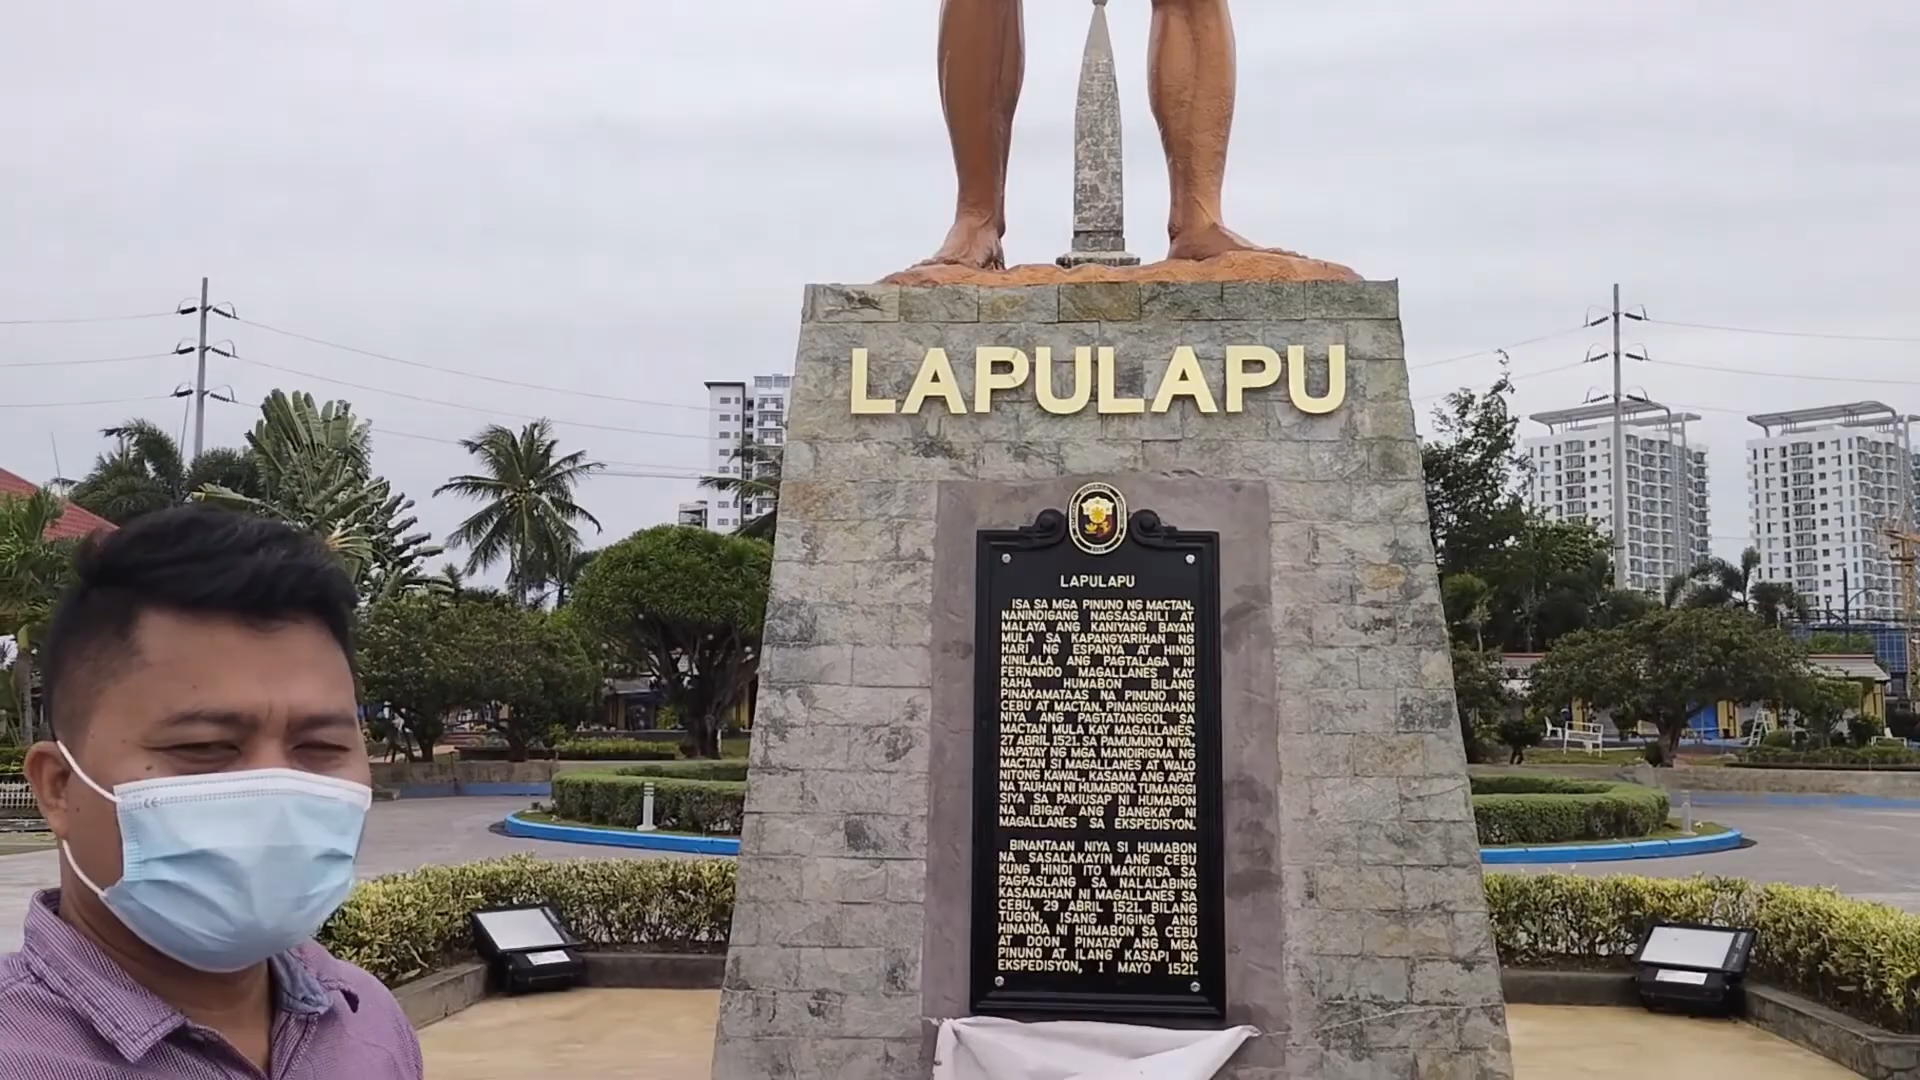 LAPULAPU
LAPULAPU
ISA SA MGA PINUNO NG MACTAN.
NANINDIGANG NAGSASARILI AT
MALAYA ANG KANIYANG BAYAN
MULA SA KAPANGYARIHAN NG
HARI NG ESPANYA AT HINDI
KINILALA ANG PAGTALAGA NI
FERNANDO MAGALLANES KAY
RAHA HUMABON BILANG
PINAKAMATAAS NA PINUNO NG
CEBU AT MACTAN. PINANGUNAHAN
NIYA ANG PAGTATANGGOL SA
MACTAN MULA KAY MAGALLANES,
27 ABRIL 1521. SA PAMUMUNO NIYA,
NAPATAY NG MGA MANDIRIGMA NG
MACTAN SI MAGALLANES AT WALO
NITONG KAWAL, KASAMA ANG APAT
NA TAUHAN NI HUMABON. TUMANGGI
SIYA SA PAKIUSAP NI HUMABON
NA IBIGAY ANG BANGKAY NI
MAGALLANES SA EKSPEDISYON.
BINANTAAN NIYA SI HUMABON
NA SASALAKAYIN ANG CEBU
KUNG HINDI ITO MAKIKIISA SA
PAGPASLANG SA NALALABING
KASAMAHAN NI MAGALLANES SA
CEBU, 29 ABRIL 1521. BILANG
TUGON, ISANG PIGING ANG
HINANDA NI HUMABON SA CEBU
AT DOON PINATAY ANG MGA
PINUNO AT ILANG KASAPI NG
EKSPEDISYON, 1 MAYO 1521.